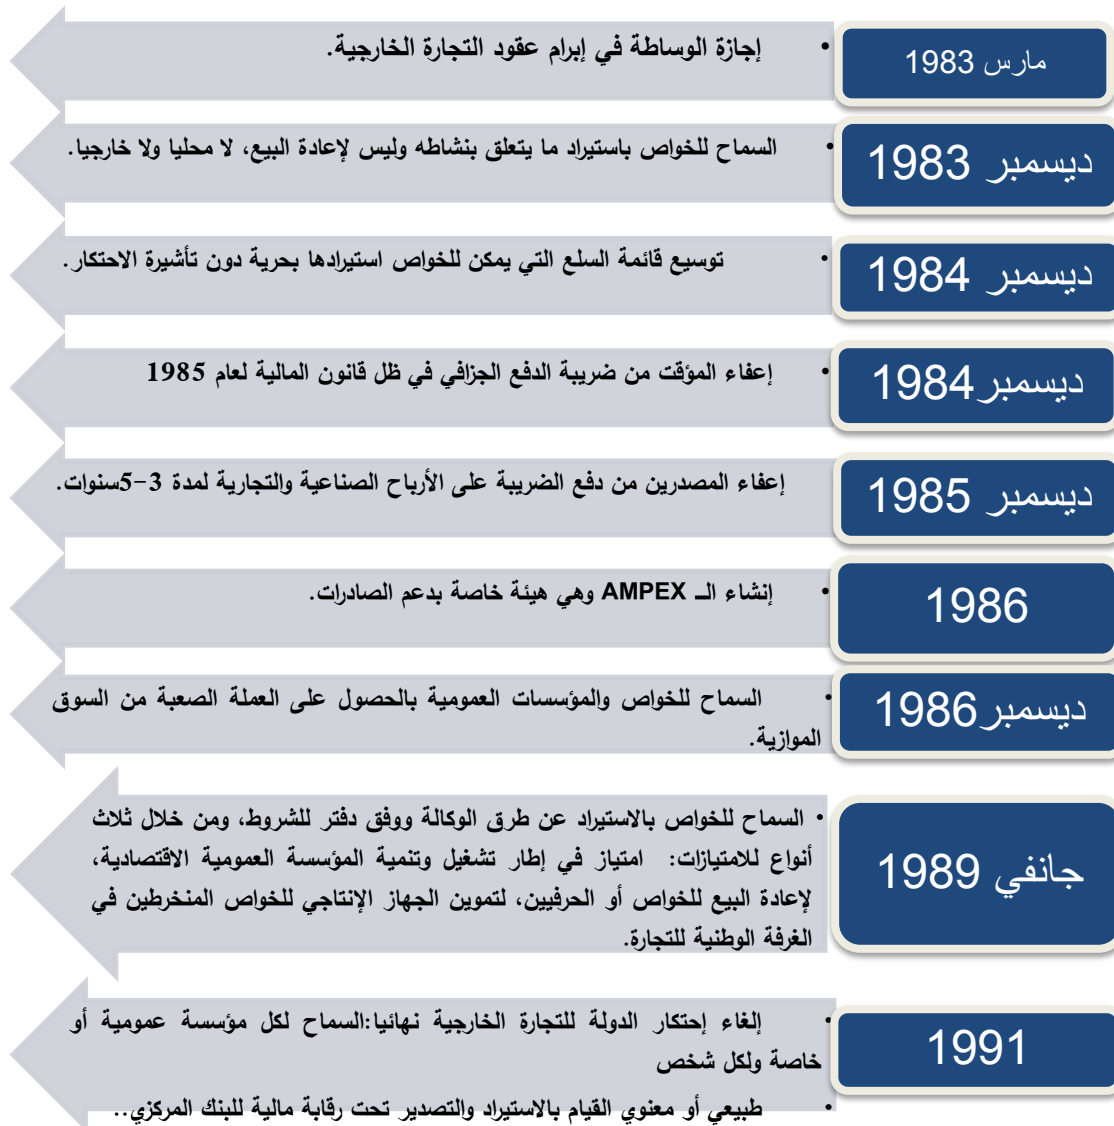 مارس 1983
• إجازة الوساطة في إبرام عقود التجارة الخارجية.
ديسمبر 1983
• السماح للخواص باستيراد ما يتعلق بنشاطه وليس لإعادة البيع، لا محليا ولا خارجيا.
ديسمبر 1984
• توسيع قائمة السلع التي يمكن للخواص استيرادها بحرية دون تأشيرة الاحتكار.
ديسمبر1984
• إعفاء المؤقت من ضريبة الدفع الجزافي في ظل قانون المالية لعام 1985
ديسمبر 1985
• إعفاء المصدرين من دفع الضريبة على الأرباح الصناعية والتجارية لمدة 3-5سنوات.
1986
• إنشاء الـ AMPEX وهي هيئة خاصة بدعم الصادرات.
ديسمبر1986
• السماح للخواص والمؤسسات العمومية بالحصول على العملة الصعبة من السوق
الموازية.
جانفي 1989
• السماح للخواص بالاستيراد عن طرق الوكالة ووفق دفتر للشروط، ومن خلال ثلاث
أنواع للامتيازات: امتياز في إطار تشغيل وتنمية المؤسسة العمومية الاقتصادية،
لإعادة البيع للخواص أو الحرفيين، لتموين الجهاز الإنتاجي للخواص المنخرطين في
الغرفة الوطنية للتجارة.
1991
• إلغاء إحتكار الدولة للتجارة الخارجية نهائيا:السماح لكل مؤسسة عمومية أو
خاصة ولكل شخص
• طبيعي أو معنوي القيام بالاستيراد والتصدير تحت رقابة مالية للبنك المركزي..